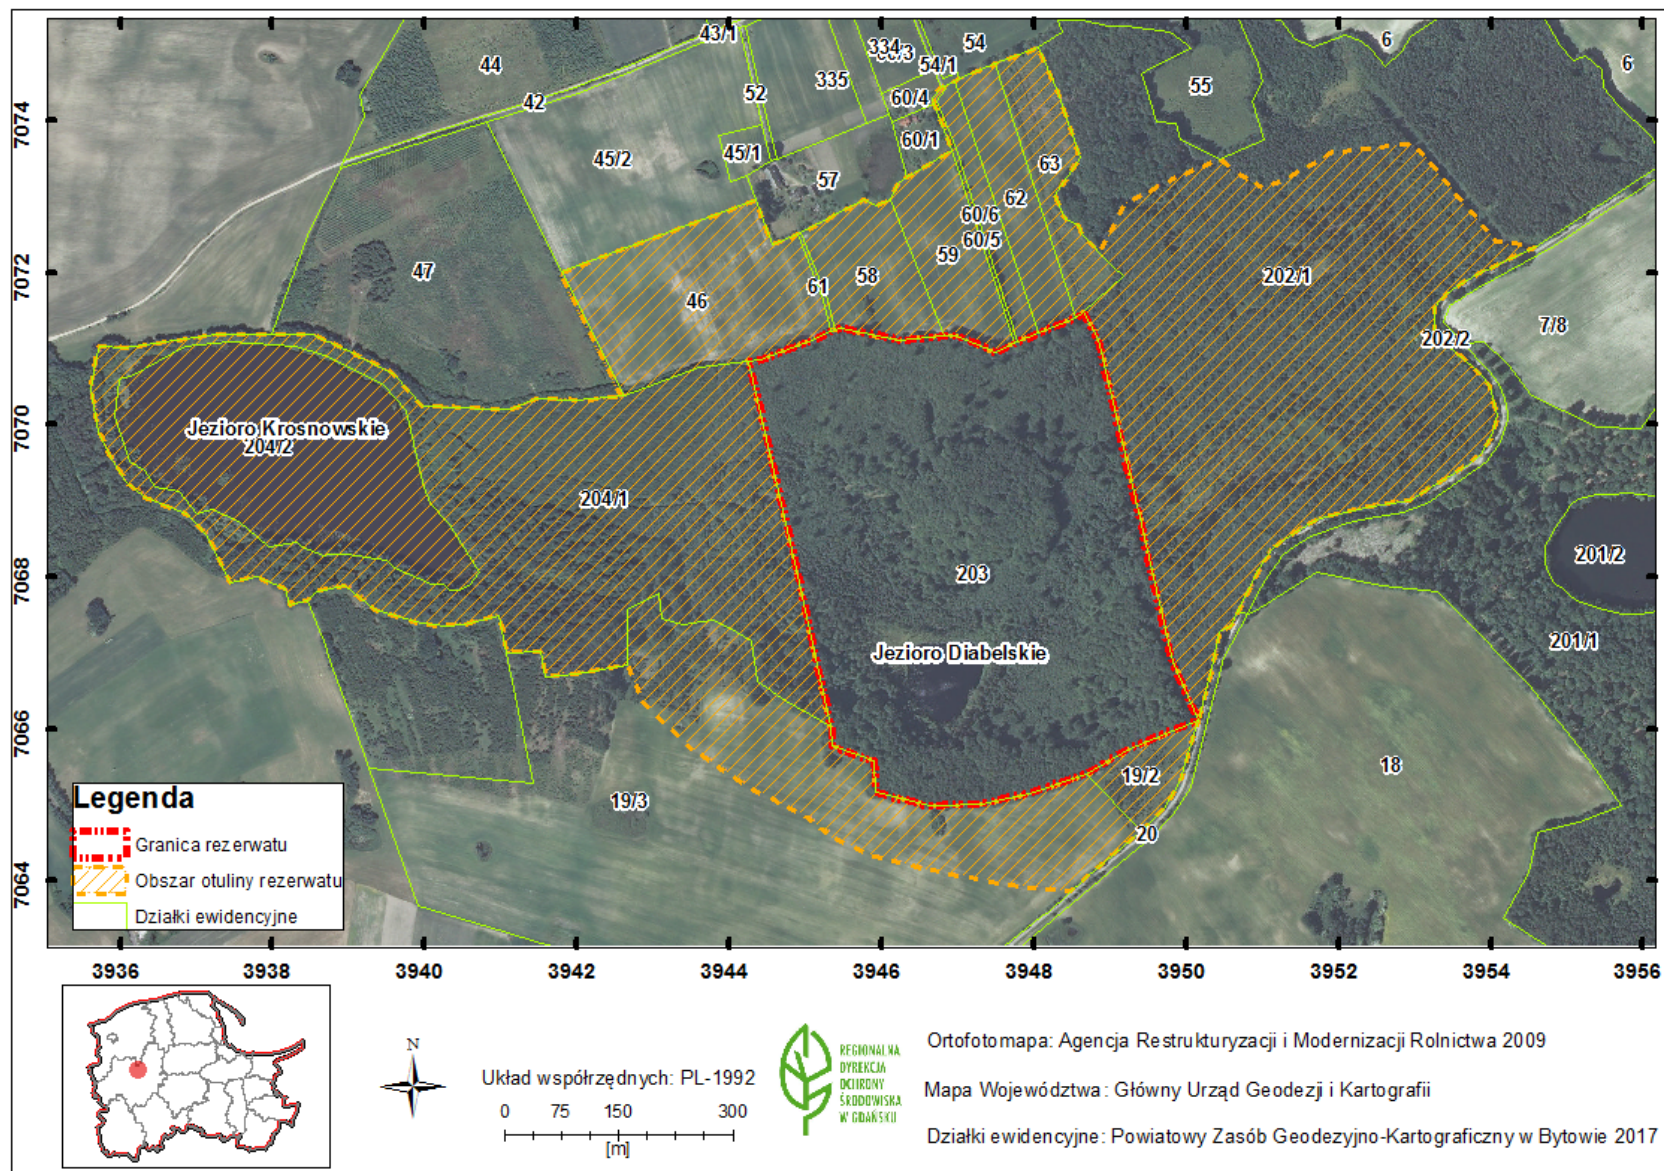 43/1
334
54
6
6
44
335
54/1
55
42
52
60/4
60/1
45/2
45/1
57
63
62
60/6
60/5
59
58
61
47
46
202/1
7/8
202/2
Jezioro Krosnowskie
204/2
204/1
203
201/2
201/1
Jezioro Diabelskie
18
19/2
19/3
20
7074
7072
7070
7068
7066
7064
Legenda
Granica rezerwatu
Obszar otuliny rezerwatu
Działki ewidencyjne
3936 3938 3940 3942 3944 3946 3948 3950 3952 3954 3956
N
Układ współrzędnych: PL-1992
0 75 150 300
[m]
REGIONALNA
DYREKCJA
OCHRONY
ŚRODOWISKA
W GDAŃSKU
Ortofotomapa: Agencja Restrukturyzacji i Modernizacji Rolnictwa 2009
Mapa Województwa: Główny Urząd Geodezji i Kartografii
Działki ewidencyjne: Powiatowy Zasób Geodezyjno-Kartograficzny w Bytowie 2017